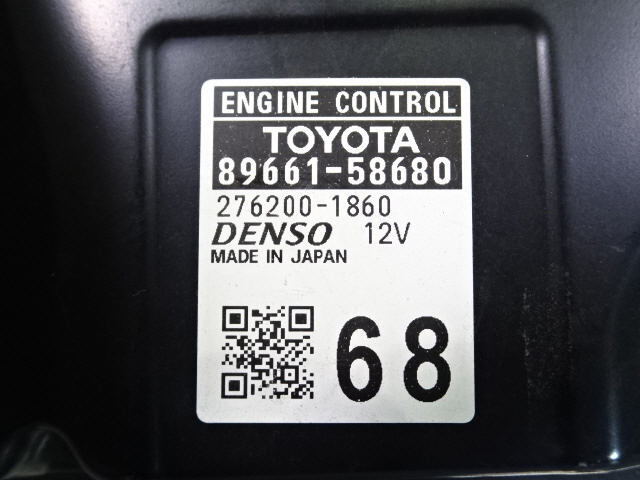 ENGINE CONTROL
TOYOTA
89661-58680
276200-1860
DENSO 12V
MADE IN JAPAN
68